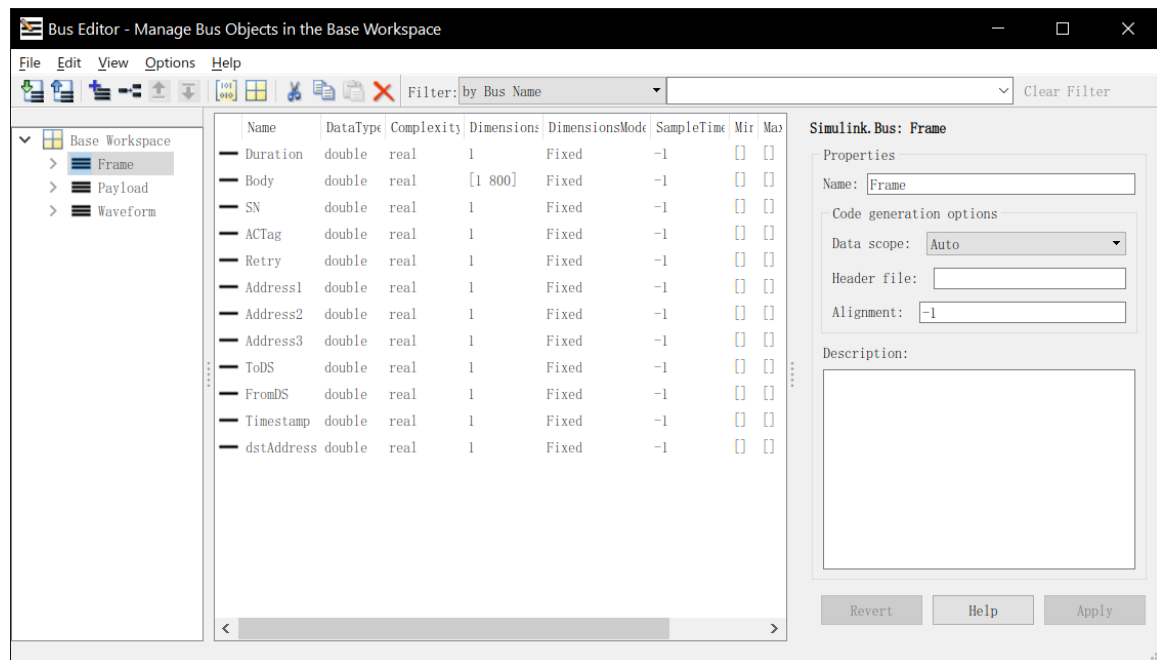 Bus Editor - Manage Bus Objects in the Base Workspace
File Edit View Options Help
Filter: by Bus Name Clear Filter
Base Workspace
Frame
Payload
Waveform
Name DataType Complexity Dimensions DimensionsMode SampleTime Mir Max
Duration double real 1 Fixed -1 [] []
Body double real [1 800] Fixed -1 [] []
SN double real 1 Fixed -1 [] []
ACTag double real 1 Fixed -1 [] []
Retry double real 1 Fixed -1 [] []
Address1 double real 1 Fixed -1 [] []
Address2 double real 1 Fixed -1 [] []
Address3 double real 1 Fixed -1 [] []
ToDS double real 1 Fixed -1 [] []
FromDS double real 1 Fixed -1 [] []
Timestamp double real 1 Fixed -1 [] []
dstAddress double real 1 Fixed -1 [] []
Simulink.Bus: Frame
Properties
Name: Frame
Code generation options
Data scope: Auto
Header file:
Alignment: -1
Description:
Revert Help Apply